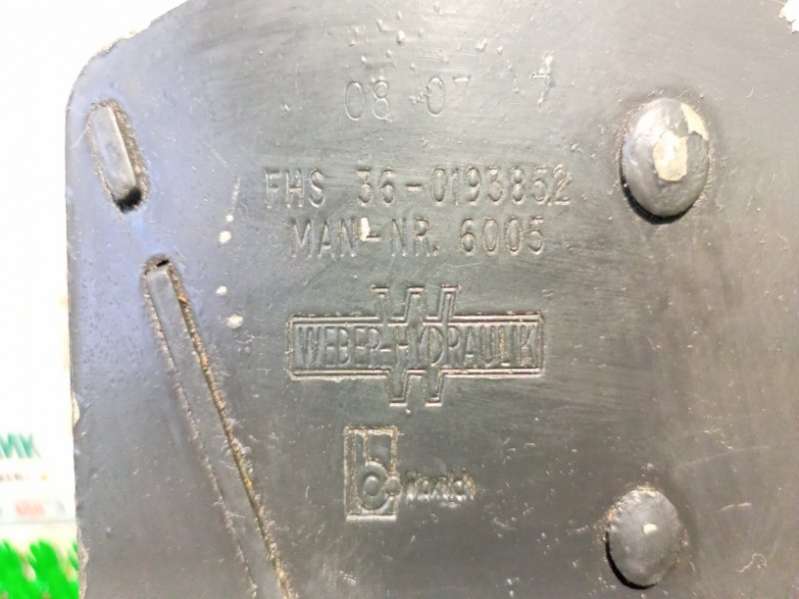 08 07
FHS 36-0193852
MAN-NR. 6005
WEBER-HYDRAULIK
b.